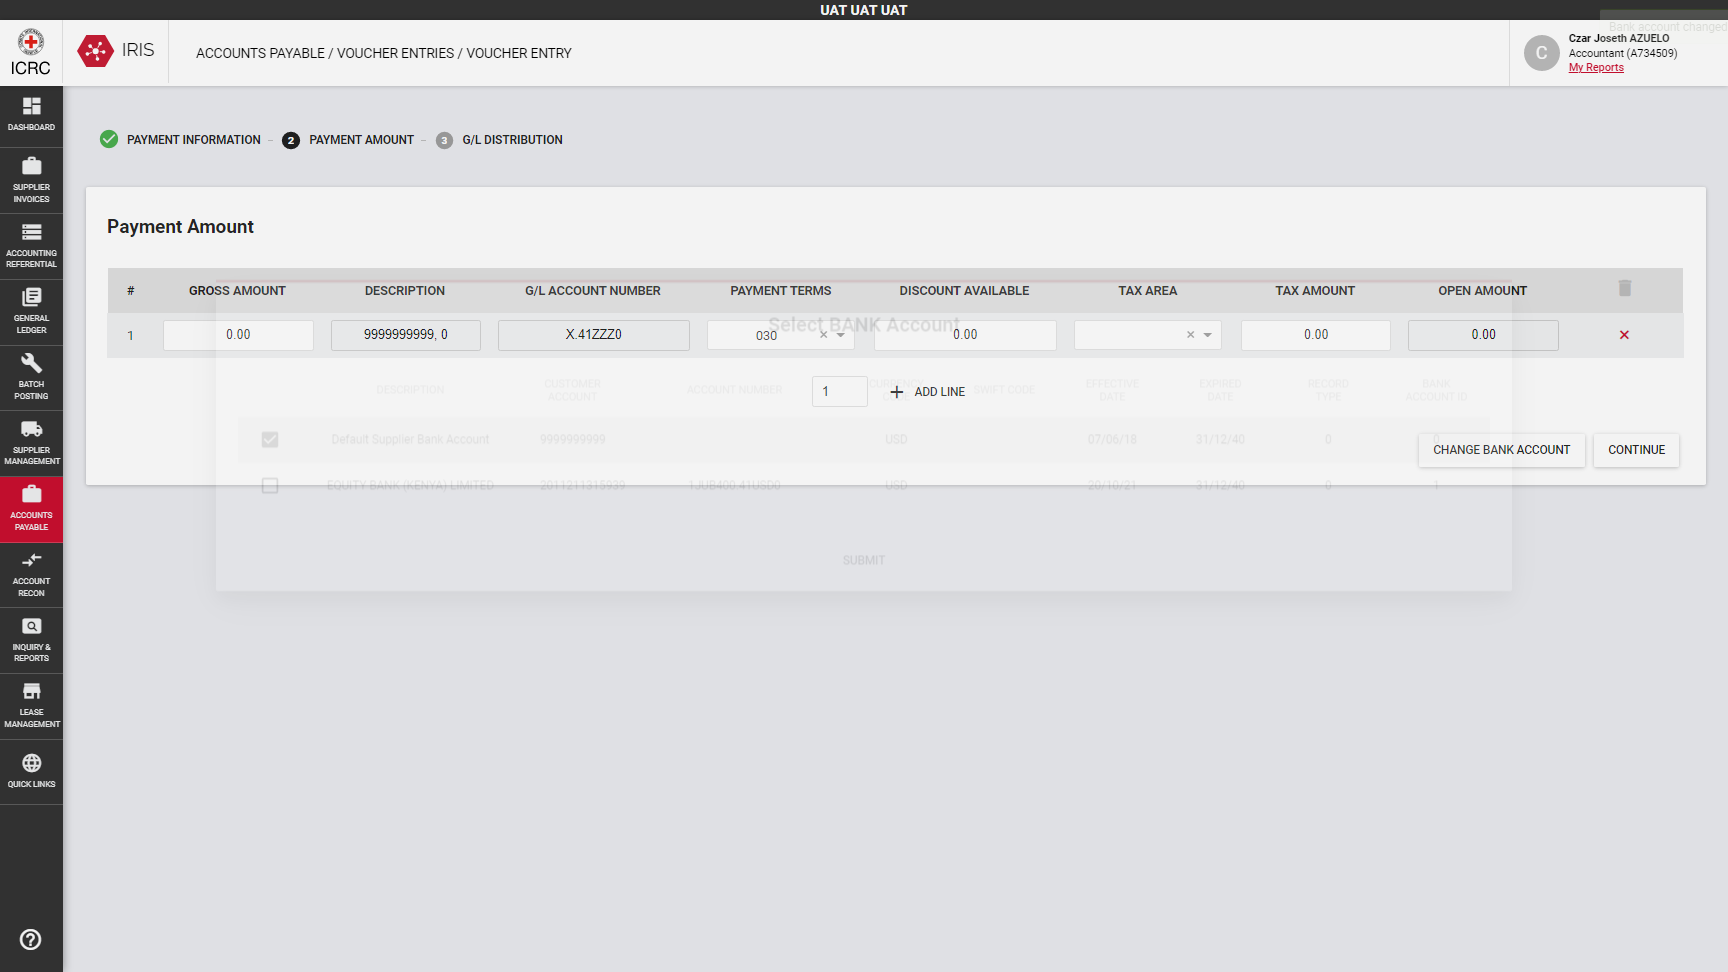 UAT UAT UAT
Bank account changed
ICRC
IRIS
ACCOUNTS PAYABLE / VOUCHER ENTRIES / VOUCHER ENTRY
C
Czar Joseth AZUELO
Accountant (A734509)
My Reports
DASHBOARD
SUPPLIER
INVOICES
ACCOUNTING
REFERENTIAL
GENERAL
LEDGER
BATCH
POSTING
SUPPLIER
MANAGEMENT
ACCOUNTS
PAYABLE
ACCOUNT
RECON
INQUIRY &
REPORTS
LEASE
MANAGEMENT
QUICK LINKS
PAYMENT INFORMATION – 2 PAYMENT AMOUNT – 3 G/L DISTRIBUTION
Payment Amount
# GROSS AMOUNT DESCRIPTION G/L ACCOUNT NUMBER PAYMENT TERMS DISCOUNT AVAILABLE TAX AREA TAX AMOUNT OPEN AMOUNT
1 0.00 9999999999, 0 X.41ZZZ0 030 × 0.00 × 0.00 0.00 ×
1 + ADD LINE
CHANGE BANK ACCOUNT CONTINUE
Select BANK Account
DESCRIPTION CUSTOMER ACCOUNT ACCOUNT NUMBER CURRENCY SWIFT CODE EFFECTIVE DATE EXPIRED DATE RECORD TYPE BANK ACCOUNT ID
Default Supplier Bank Account 9999999999 USD 07/06/18 31/12/40 0 0
EQUITY BANK (KENYA) LIMITED 2011211315939 1JUB400.41USD0 USD 20/10/21 31/12/40 0 1
SUBMIT